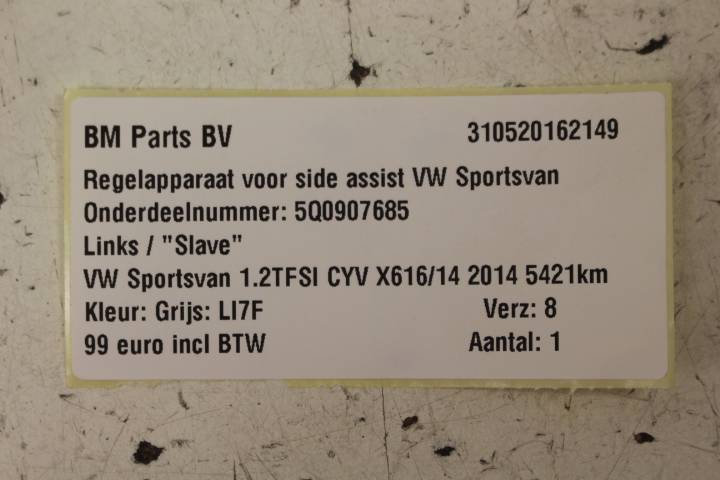 BM Parts BV 310520162149
Regelapparaat voor side assist VW Sportsvan
Onderdeelnummer: 5Q0907685
Links / "Slave"
VW Sportsvan 1.2TFSI CYV X616/14 2014 5421km
Kleur: Grijs: LI7F Verz: 8
99 euro incl BTW Aantal: 1